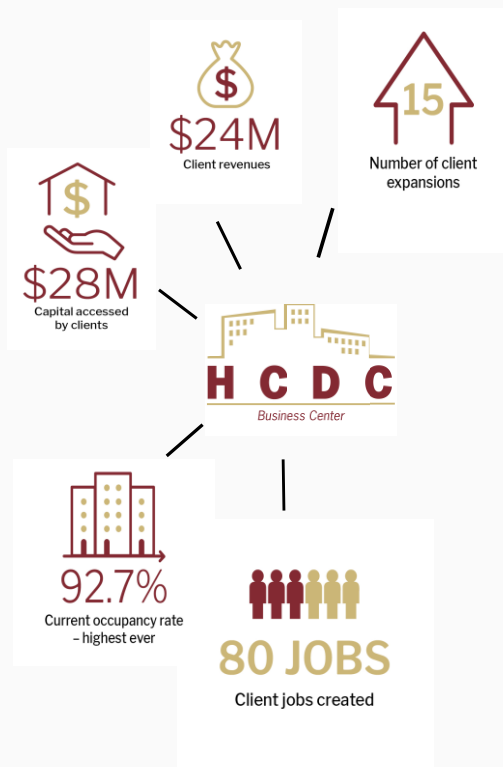 $
$24M
Client revenues
15
Number of client
expansions
$
$28M
Capital accessed
by clients
H C D C
Business Center
92.7%
Current occupancy rate
– highest ever
80 JOBS
Client jobs created